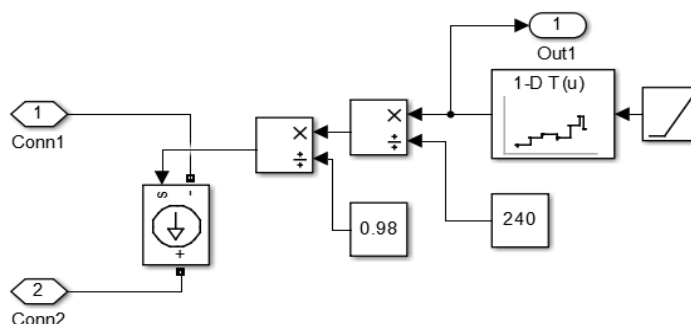 1
Out1
1-D T(u)
1
Conn1
×
÷
×
÷
s
-
+
0.98
240
2
Conn2